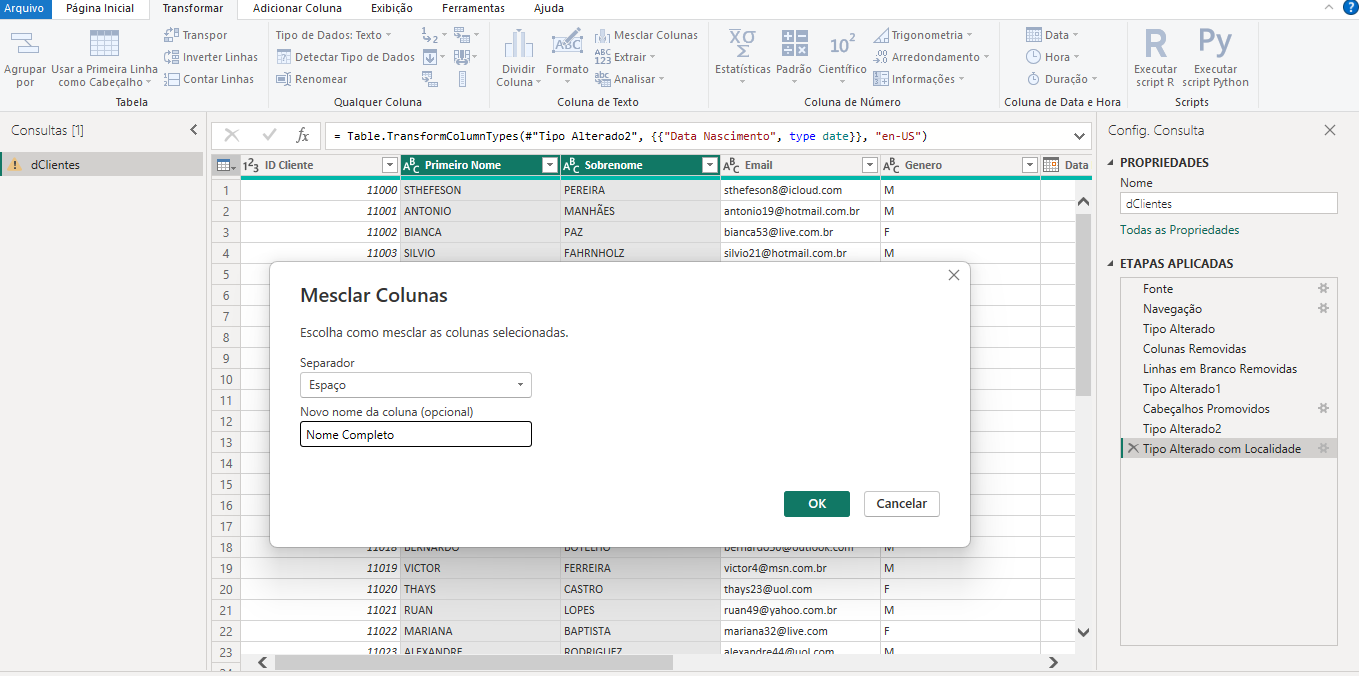 Arquivo Página Inicial Transformar Adicionar Coluna Exibição Ferramentas Ajuda
Agrupar por
Usar a Primeira Linha como Cabeçalho
Transpor
Inverter Linhas
Contar Linhas
Tabela
Tipo de Dados: Texto
Detectar Tipo de Dados
Renomear
Qualquer Coluna
Dividir Coluna
Formato
Mesclar Colunas
Extrair
Analisar
Coluna de Texto
Estatísticas
Padrão
Científico
Trigonometria
Arredondamento
Informações
Coluna de Número
Data
Hora
Duração
Coluna de Data e Hora
Executar script R
Executar script Python
Scripts
Consultas [1]
dClientes
= Table.TransformColumnTypes(#"Tipo Alterado2", {{"Data Nascimento", type date}}, "en-US")
ID Cliente Primeiro Nome Sobrenome Email Genero Data
1 11000 STHEFESON PEREIRA sthefeson8@icloud.com M
2 11001 ANTONIO MANHÃES antonio19@hotmail.com.br M
3 11002 BIANCA PAZ bianca53@live.com.br F
4 11003 SILVIO FAHRNHOLZ silvio21@hotmail.com.br M
5
6
7
8
9
10
11
12
13
14
15
16
17
18 11018 BERNARDO BOTELHO bernardo50@outlook.com M
19 11019 VICTOR FERREIRA victor4@msn.com.br M
20 11020 THAYS CASTRO thays23@uol.com F
21 11021 RUAN LOPES ruan49@yahoo.com.br M
22 11022 MARIANA BAPTISTA mariana32@live.com F
23 11023 ALEXANDRE RODRIGUEZ alexandre44@uol.com M
Mesclar Colunas
Escolha como mesclar as colunas selecionadas.
Separador
Espaço
Novo nome da coluna (opcional)
Nome Completo
OK Cancelar
Config. Consulta
PROPRIEDADES
Nome
dClientes
Todas as Propriedades
ETAPAS APLICADAS
Fonte
Navegação
Tipo Alterado
Colunas Removidas
Linhas em Branco Removidas
Tipo Alterado1
Cabeçalhos Promovidos
Tipo Alterado2
Tipo Alterado com Localidade